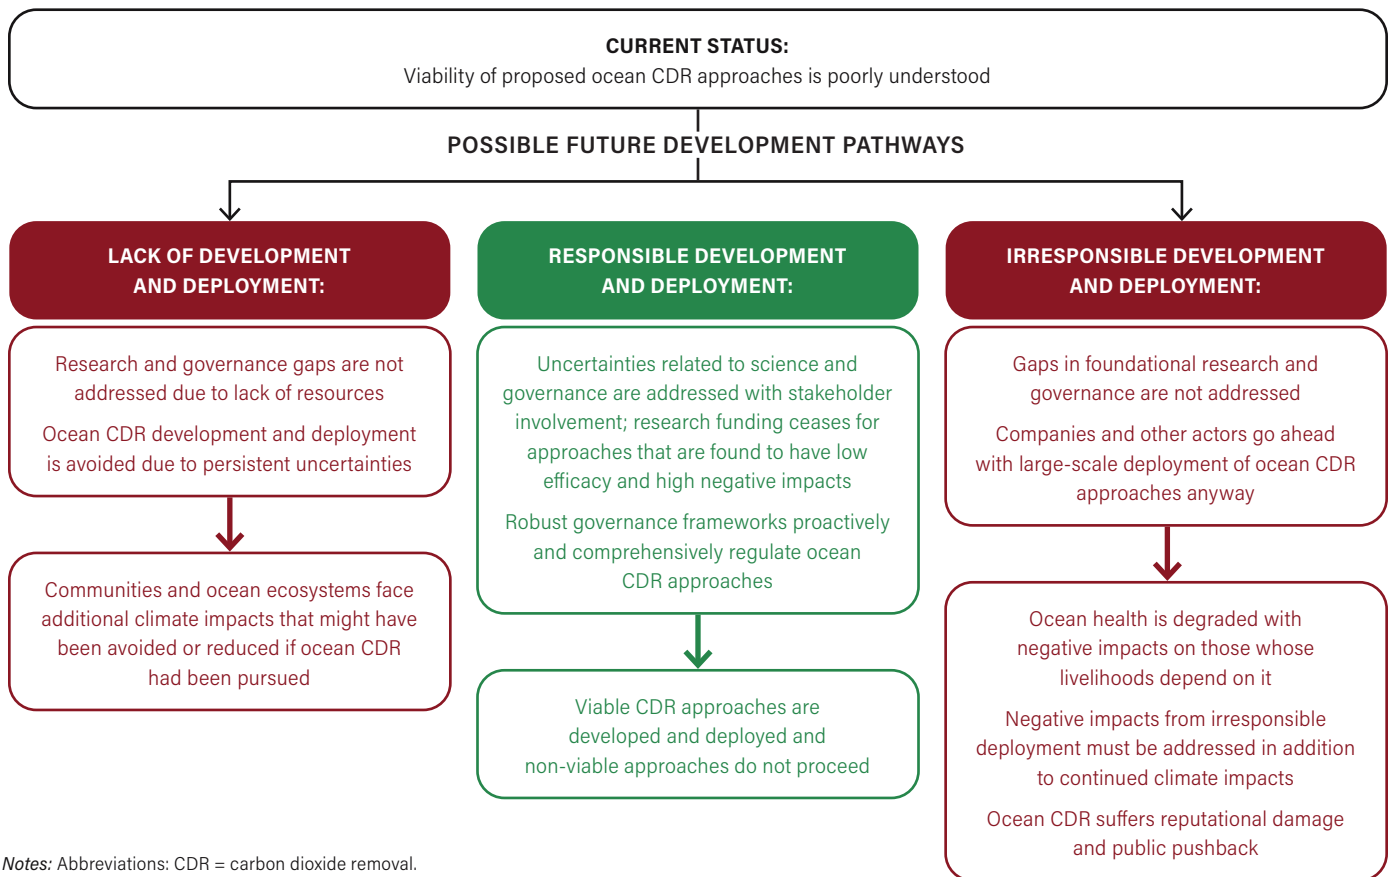 CURRENT STATUS:
Viability of proposed ocean CDR approaches is poorly understood
POSSIBLE FUTURE DEVELOPMENT PATHWAYS
LACK OF DEVELOPMENT
AND DEPLOYMENT:
Research and governance gaps are not
addressed due to lack of resources
Ocean CDR development and deployment
is avoided due to persistent uncertainties
Communities and ocean ecosystems face
additional climate impacts that might have
been avoided or reduced if ocean CDR
had been pursued
RESPONSIBLE DEVELOPMENT
AND DEPLOYMENT:
Uncertainties related to science and
governance are addressed with stakeholder
involvement; research funding ceases for
approaches that are found to have low
efficacy and high negative impacts
Robust governance frameworks proactively
and comprehensively regulate ocean
CDR approaches
Viable CDR approaches are
developed and deployed and
non-viable approaches do not proceed
IRRESPONSIBLE DEVELOPMENT
AND DEPLOYMENT:
Gaps in foundational research and
governance are not addressed
Companies and other actors go ahead
with large-scale deployment of ocean CDR
approaches anyway
Ocean health is degraded with
negative impacts on those whose
livelihoods depend on it
Negative impacts from irresponsible
deployment must be addressed in addition
to continued climate impacts
Ocean CDR suffers reputational damage
and public pushback
Notes: Abbreviations: CDR = carbon dioxide removal.